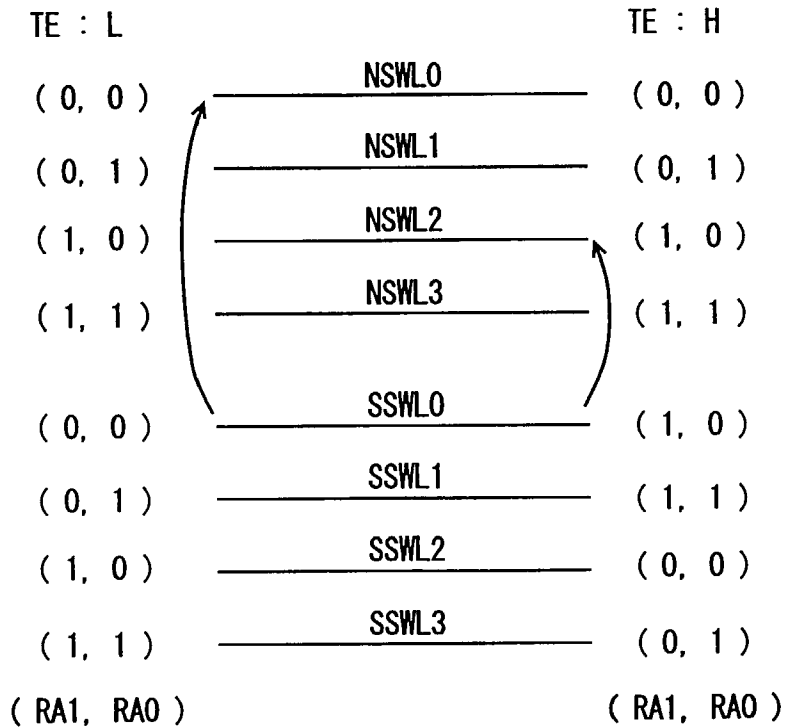 TE : L TE : H
( 0, 0 ) NSWL0 ( 0, 0 )
( 0, 1 ) NSWL1 ( 0, 1 )
( 1, 0 ) NSWL2 ( 1, 0 )
( 1, 1 ) NSWL3 ( 1, 1 )
( 0, 0 ) SSWL0 ( 1, 0 )
( 0, 1 ) SSWL1 ( 1, 1 )
( 1, 0 ) SSWL2 ( 0, 0 )
( 1, 1 ) SSWL3 ( 0, 1 )
( RA1, RA0 ) ( RA1, RA0 )